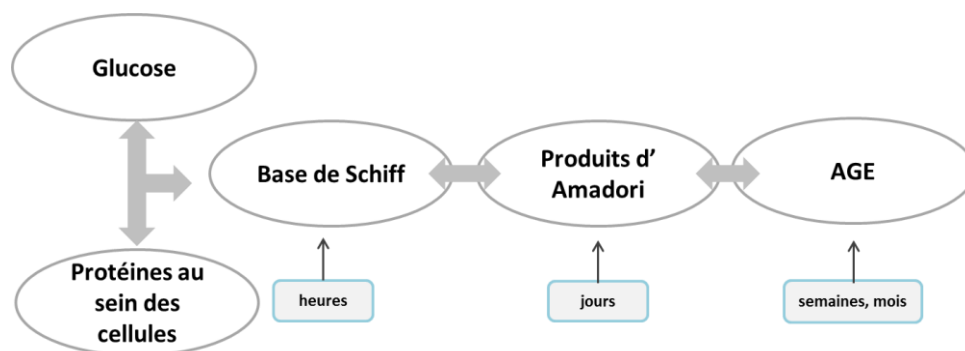 Glucose
Base de Schiff
Produits d’
Amadori
AGE
Protéines au
sein des
cellules
heures
jours
semaines, mois